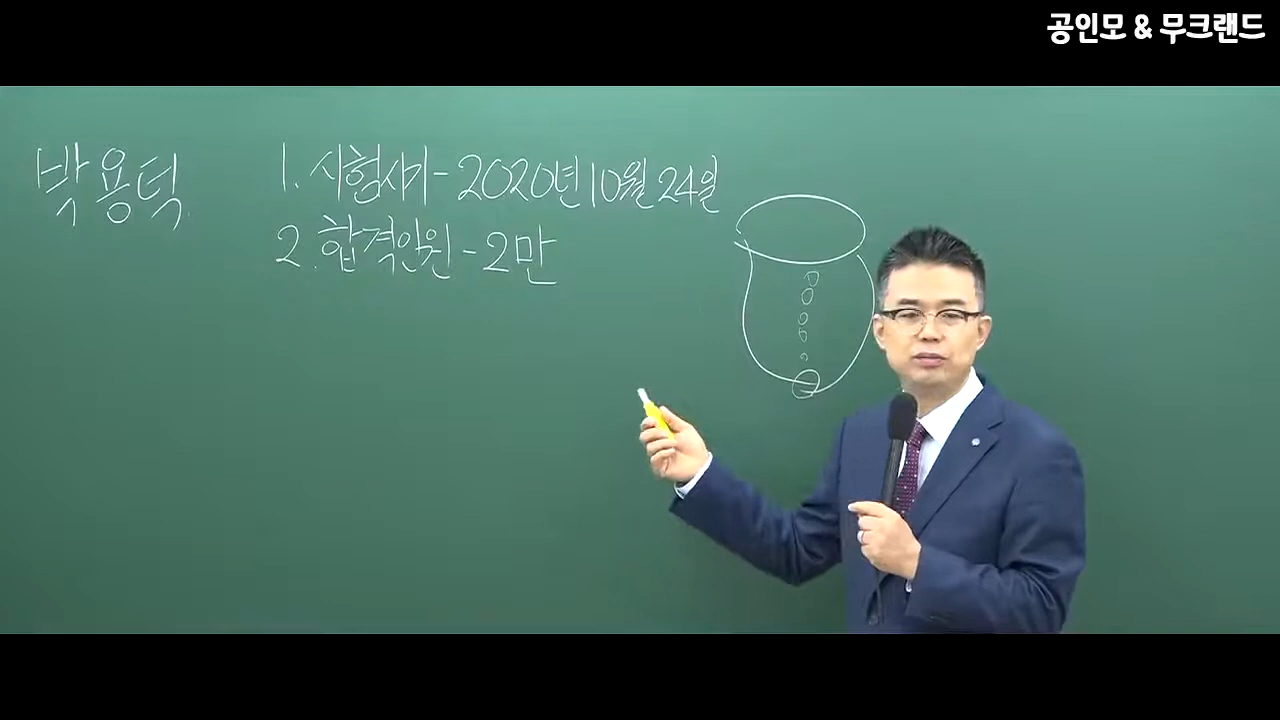 공인모 & 무크랜드
박용덕
1. 시험시기-2020년 10월 24일
2. 합격인원-2만